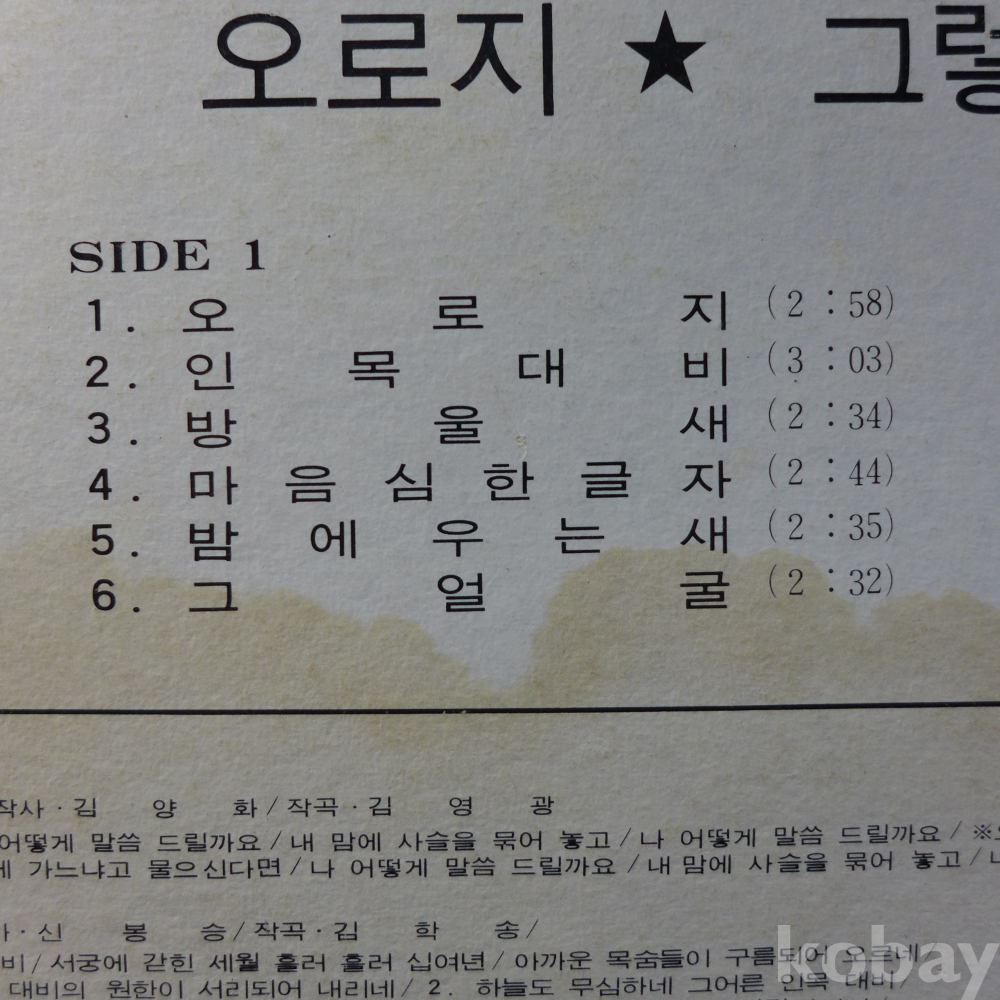 오로지 ★ 그렇
SIDE 1
1. 오로지 (2:58)
2. 인목대비 (3:03)
3. 방울새 (2:34)
4. 마음심한글자 (2:44)
5. 밤에우는새 (2:35)
6. 그얼굴 (2:32)
작사·김양화/작곡·김영광
어떻게 말씀 드릴까요/내 맘에 사슬을 묶어 놓고/나 어떻게 말씀 드릴까요/※
게 가느냐고 물으신다면/나 어떻게 말씀 드릴까요/내 맘에 사슬을 묶어 놓고/
·신봉승/작곡·김학송/
비/서궁에 갇힌 세월 흘러 흘러 십여년/아까운 목숨들이 구름되어 오르네/
대비의 원한이 서리되어 내리네/2. 하늘도 무심하네 그어른 인목 대비/
kobay